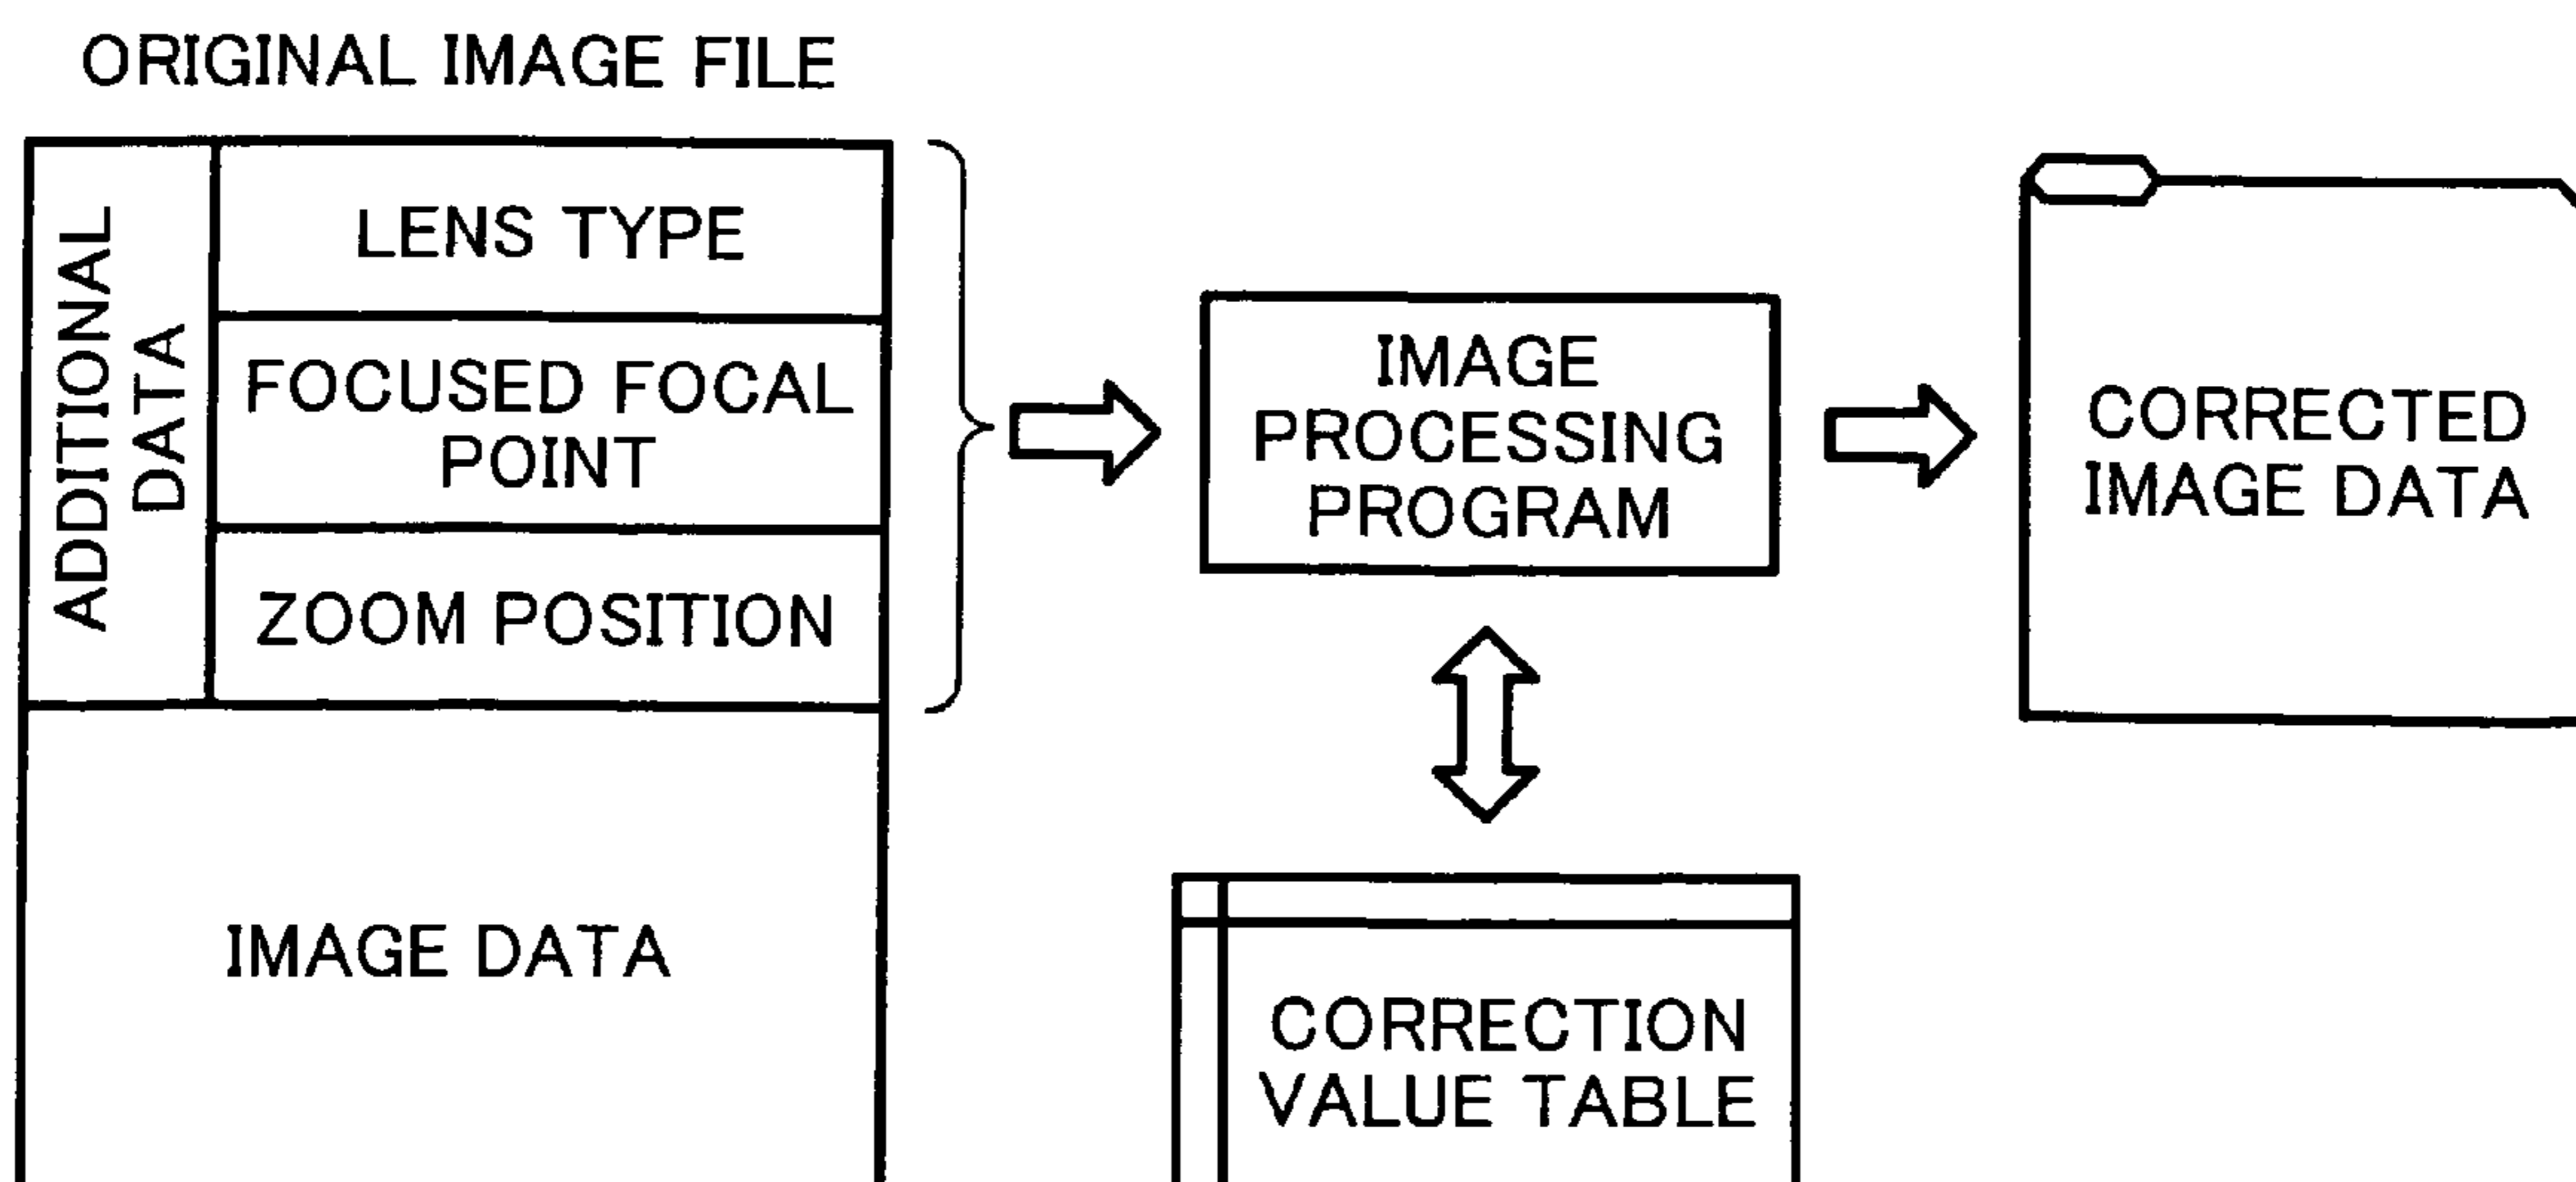 ORIGINAL IMAGE FILE
ADDITIONAL
DATA
LENS TYPE
FOCUSED FOCAL
POINT
ZOOM POSITION
IMAGE DATA
IMAGE
PROCESSING
PROGRAM
CORRECTION
VALUE TABLE
CORRECTED
IMAGE DATA